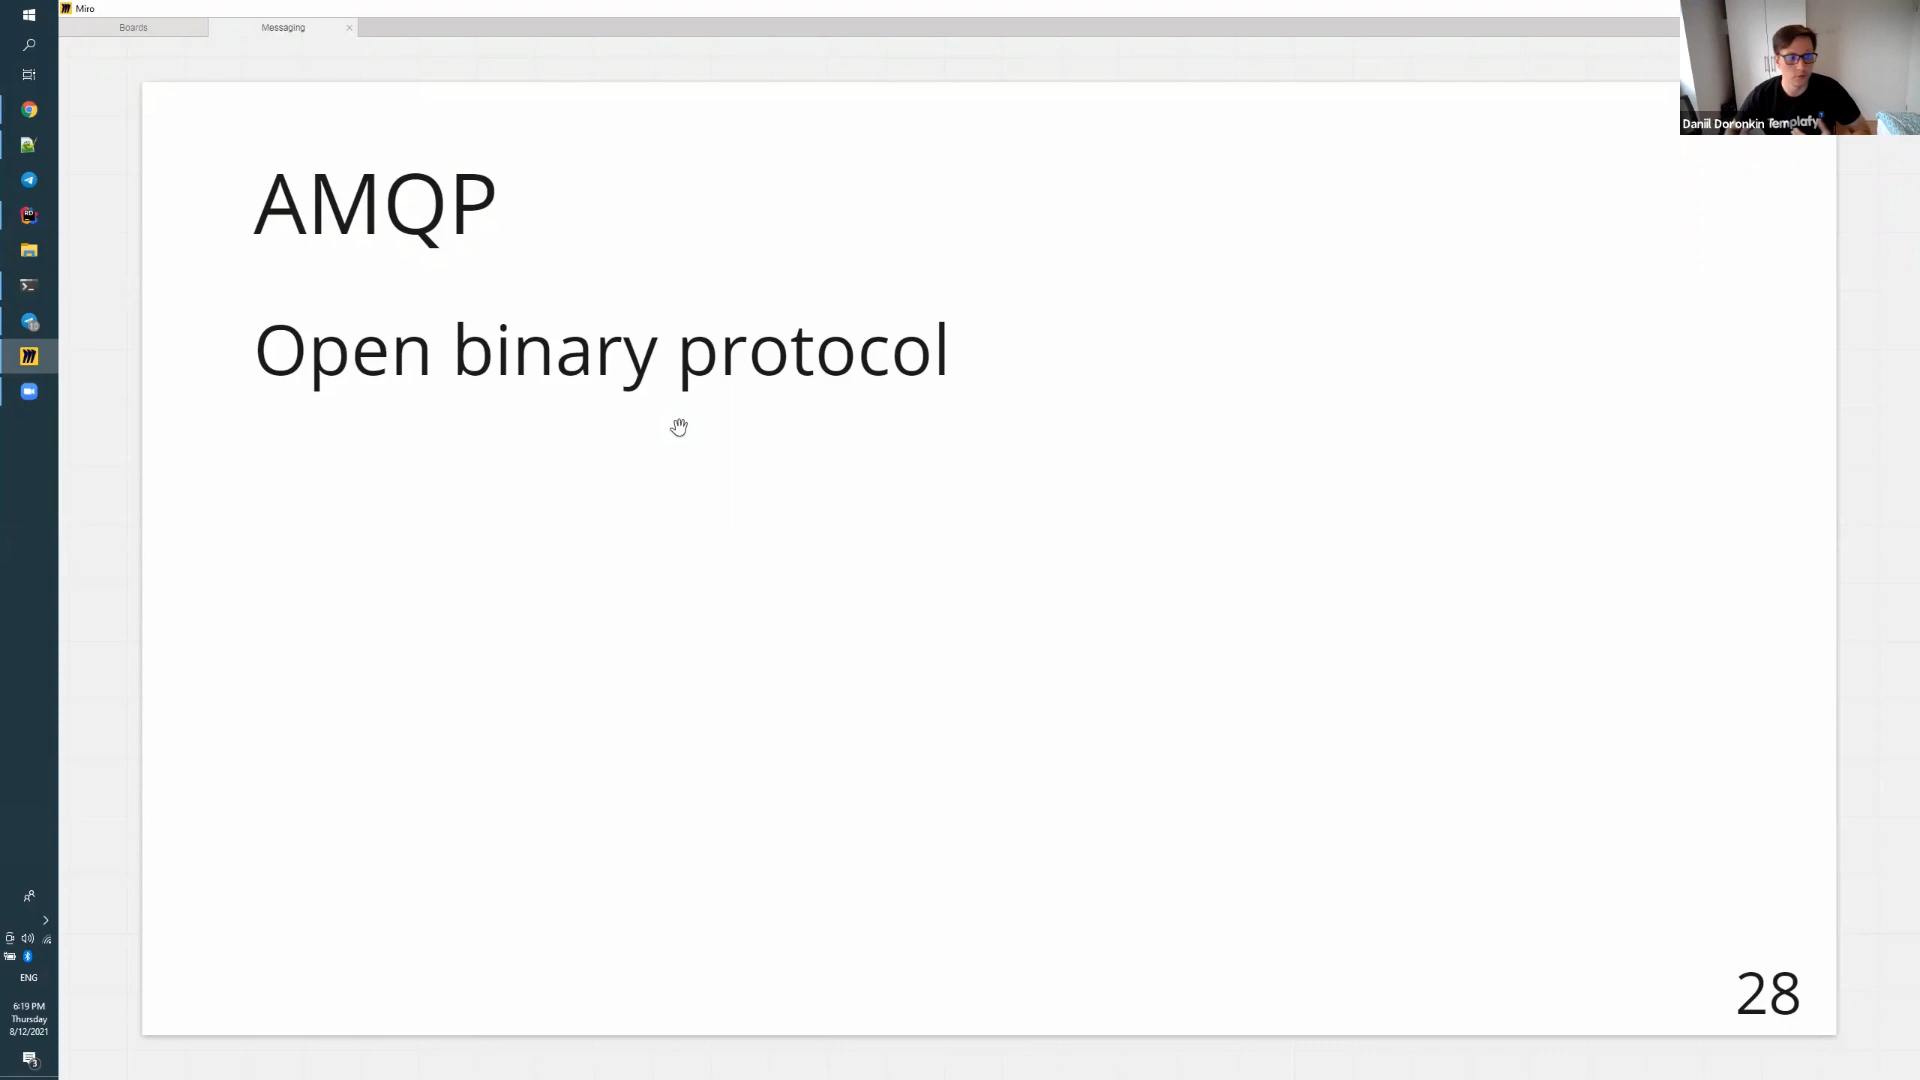 Miro
Boards
Messaging
AMQP
Open binary protocol
28
Daniil Doronkin
Templafy
ENG
6:19 PM
Thursday
8/12/2021